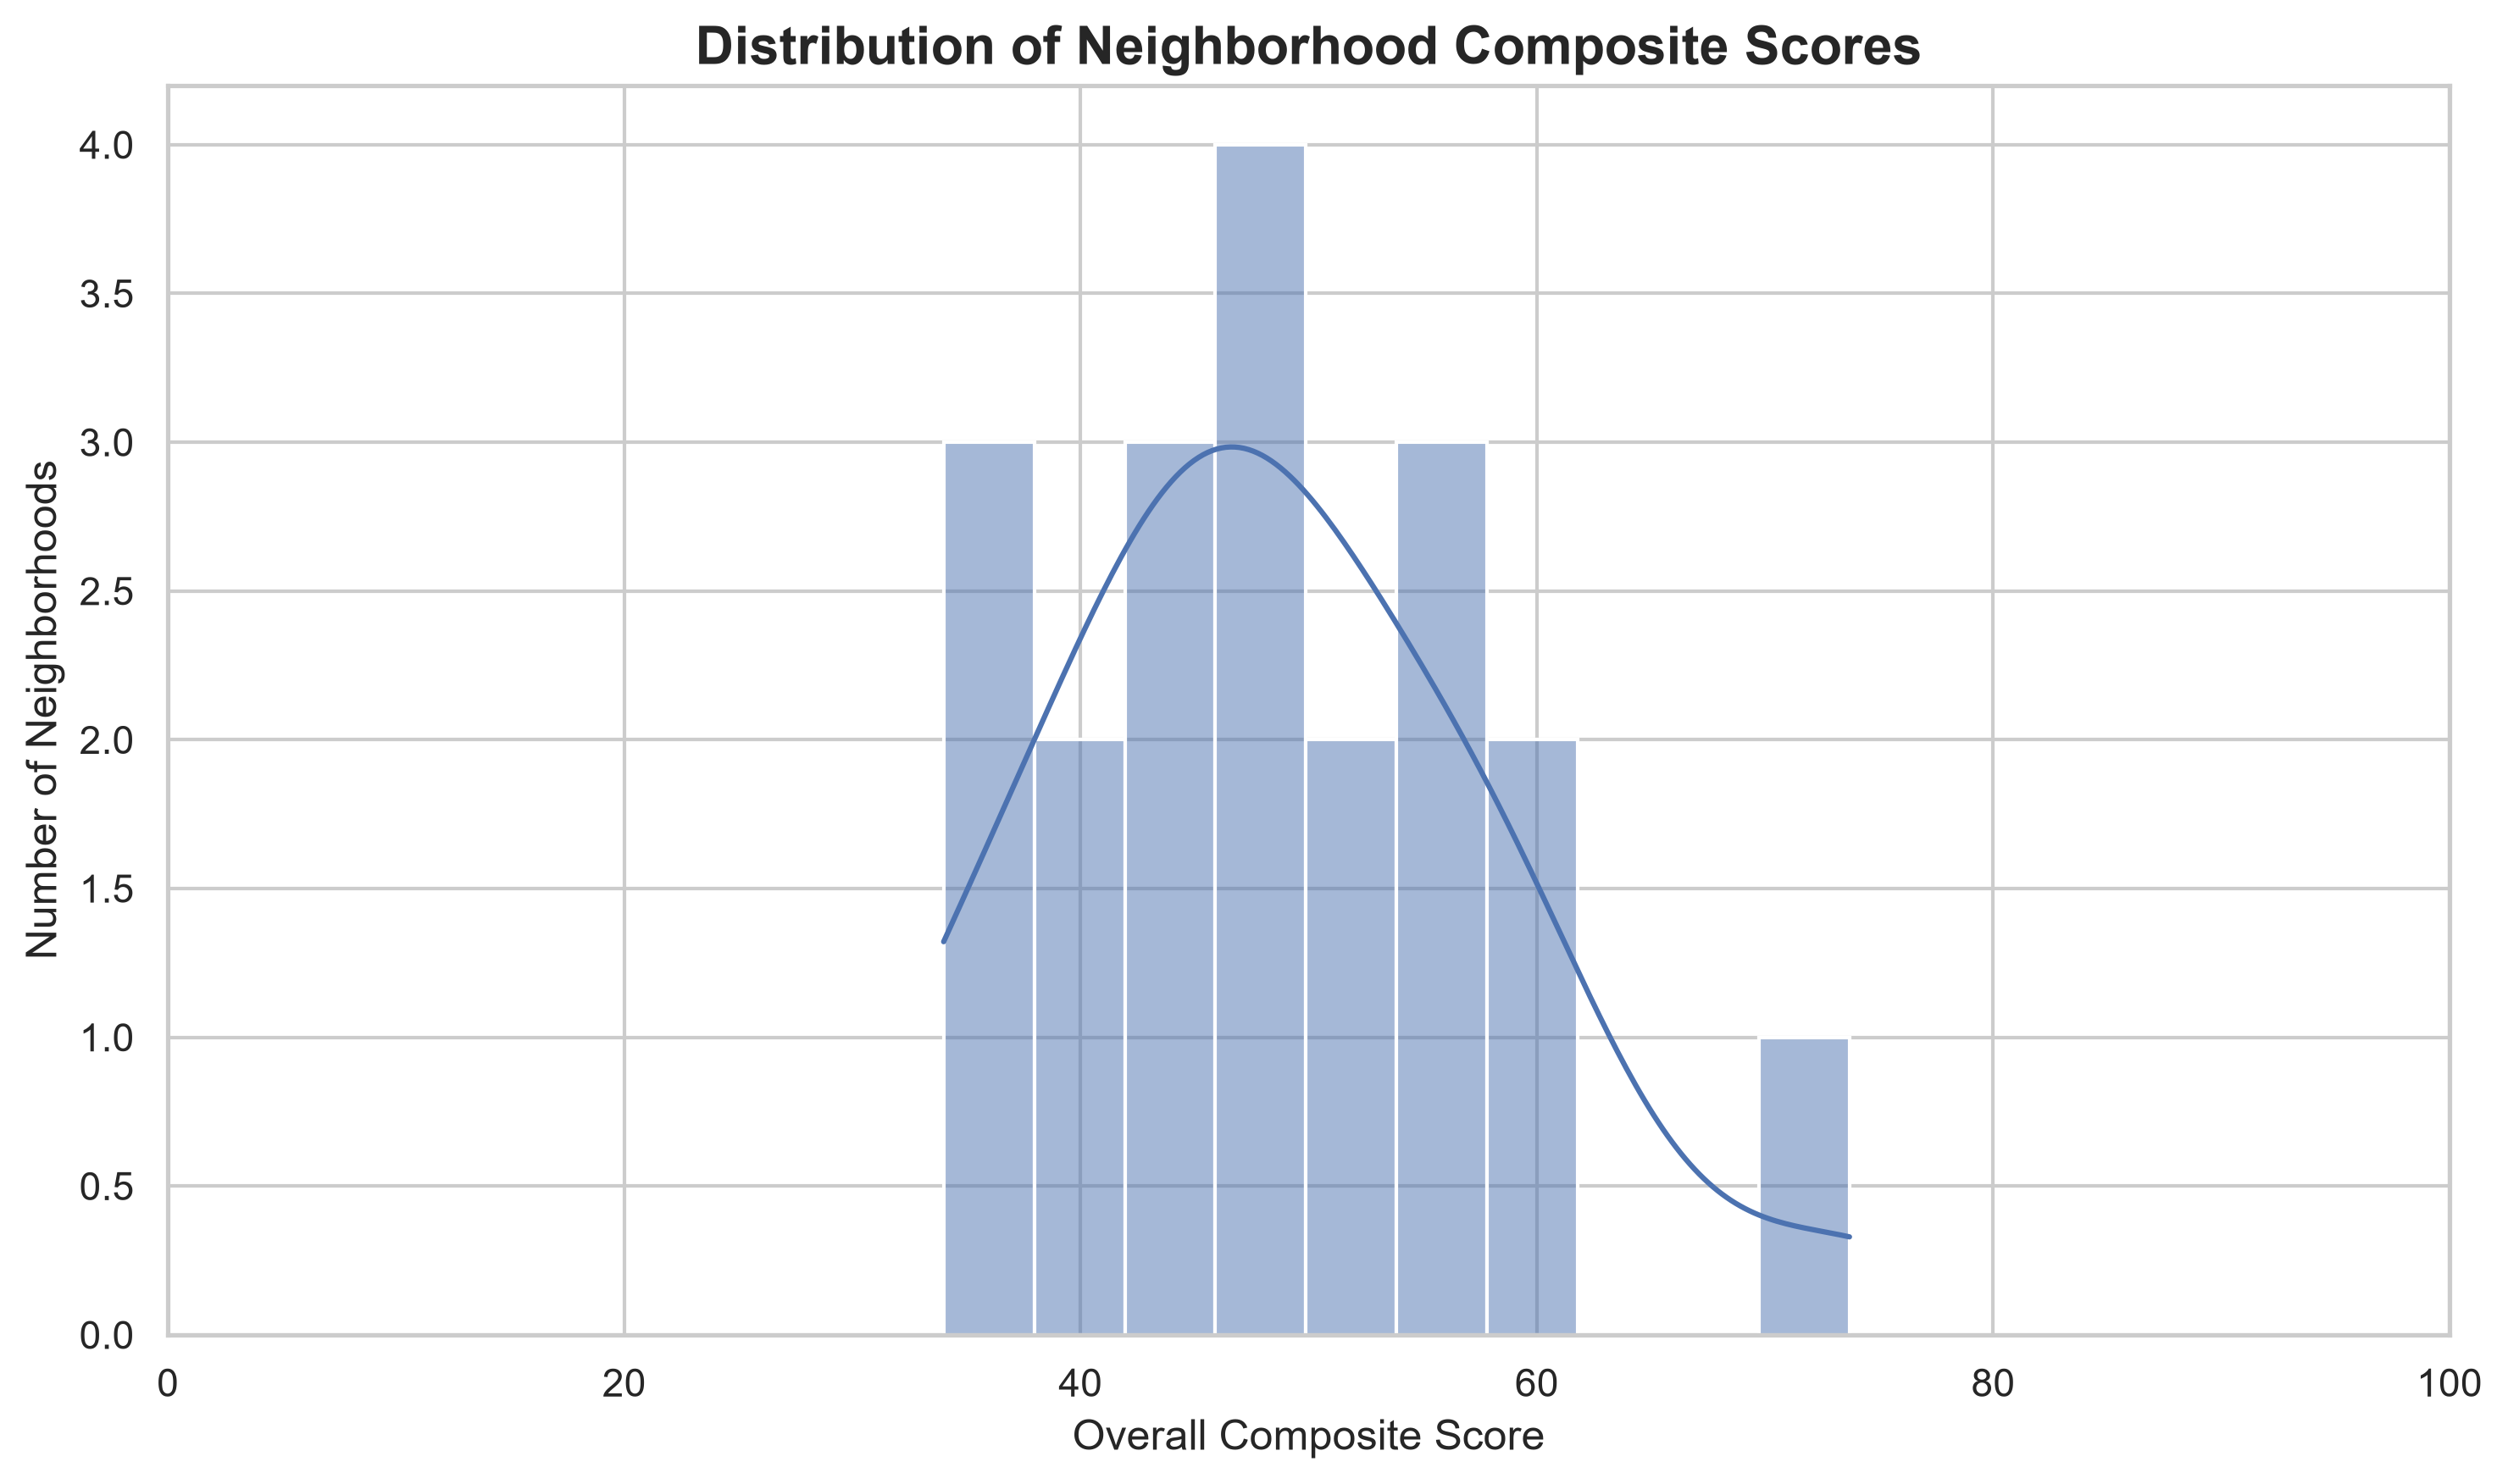 Distribution of Neighborhood Composite Scores
Number of Neighborhoods
4.0
3.5
3.0
2.5
2.0
1.5
1.0
0.5
0.0
0 20 40 60 80 100
Overall Composite Score